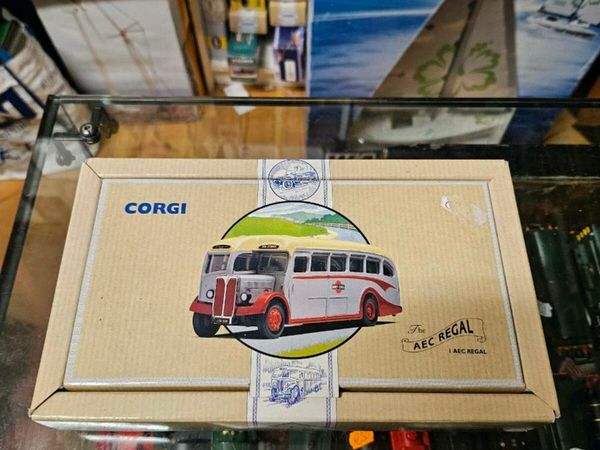 CORGI
The
AEC REGAL
1 AEC REGAL